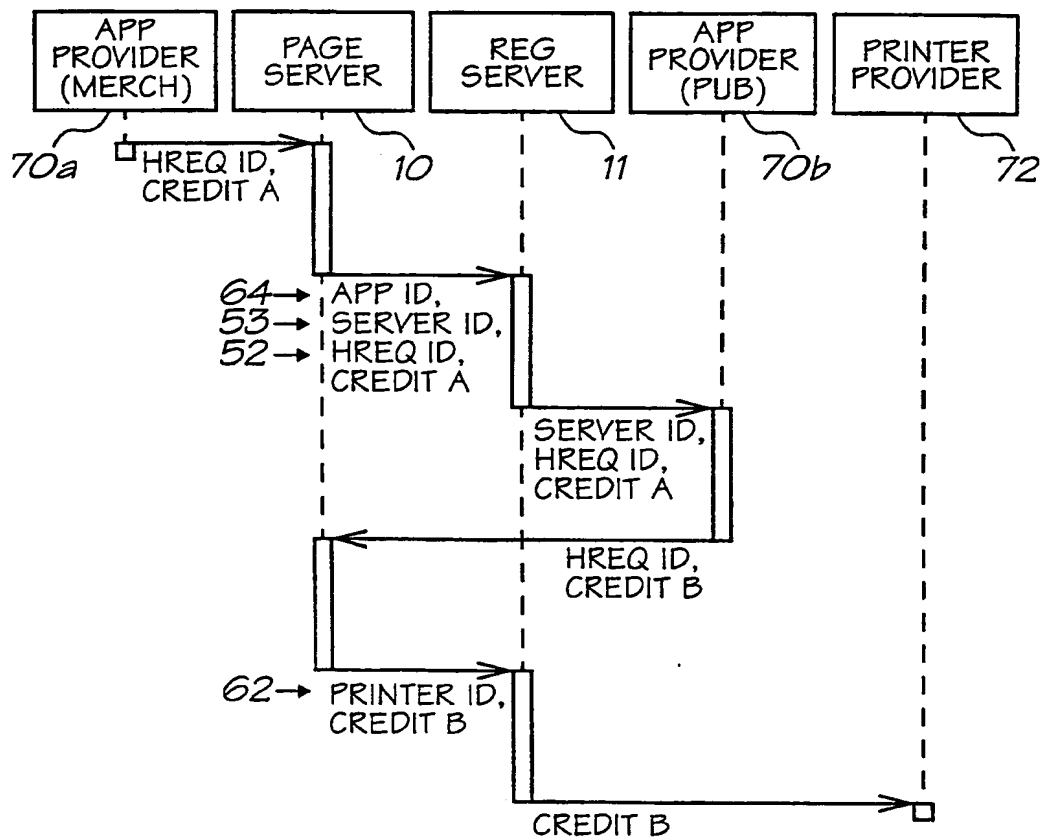 APP
PROVIDER
(MERCH)
PAGE
SERVER
REG
SERVER
APP
PROVIDER
(PUB)
PRINTER
PROVIDER
70a
10
11
70b
72
HREQ ID,
CREDIT A
64
APP ID,
53
SERVER ID,
52
HREQ ID,
CREDIT A
SERVER ID,
HREQ ID,
CREDIT A
HREQ ID,
CREDIT B
62
PRINTER ID,
CREDIT B
CREDIT B